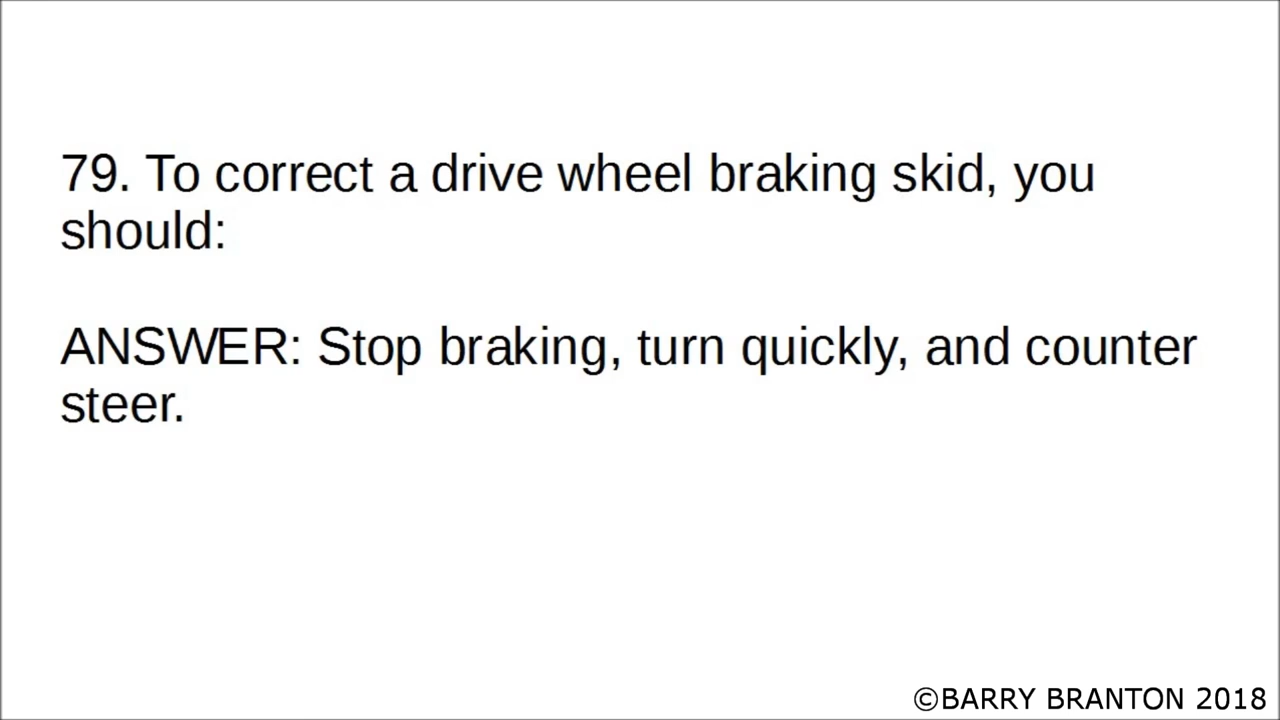 79. To correct a drive wheel braking skid, you
should:
ANSWER: Stop braking, turn quickly, and counter
steer.
©BARRY BRANTON 2018